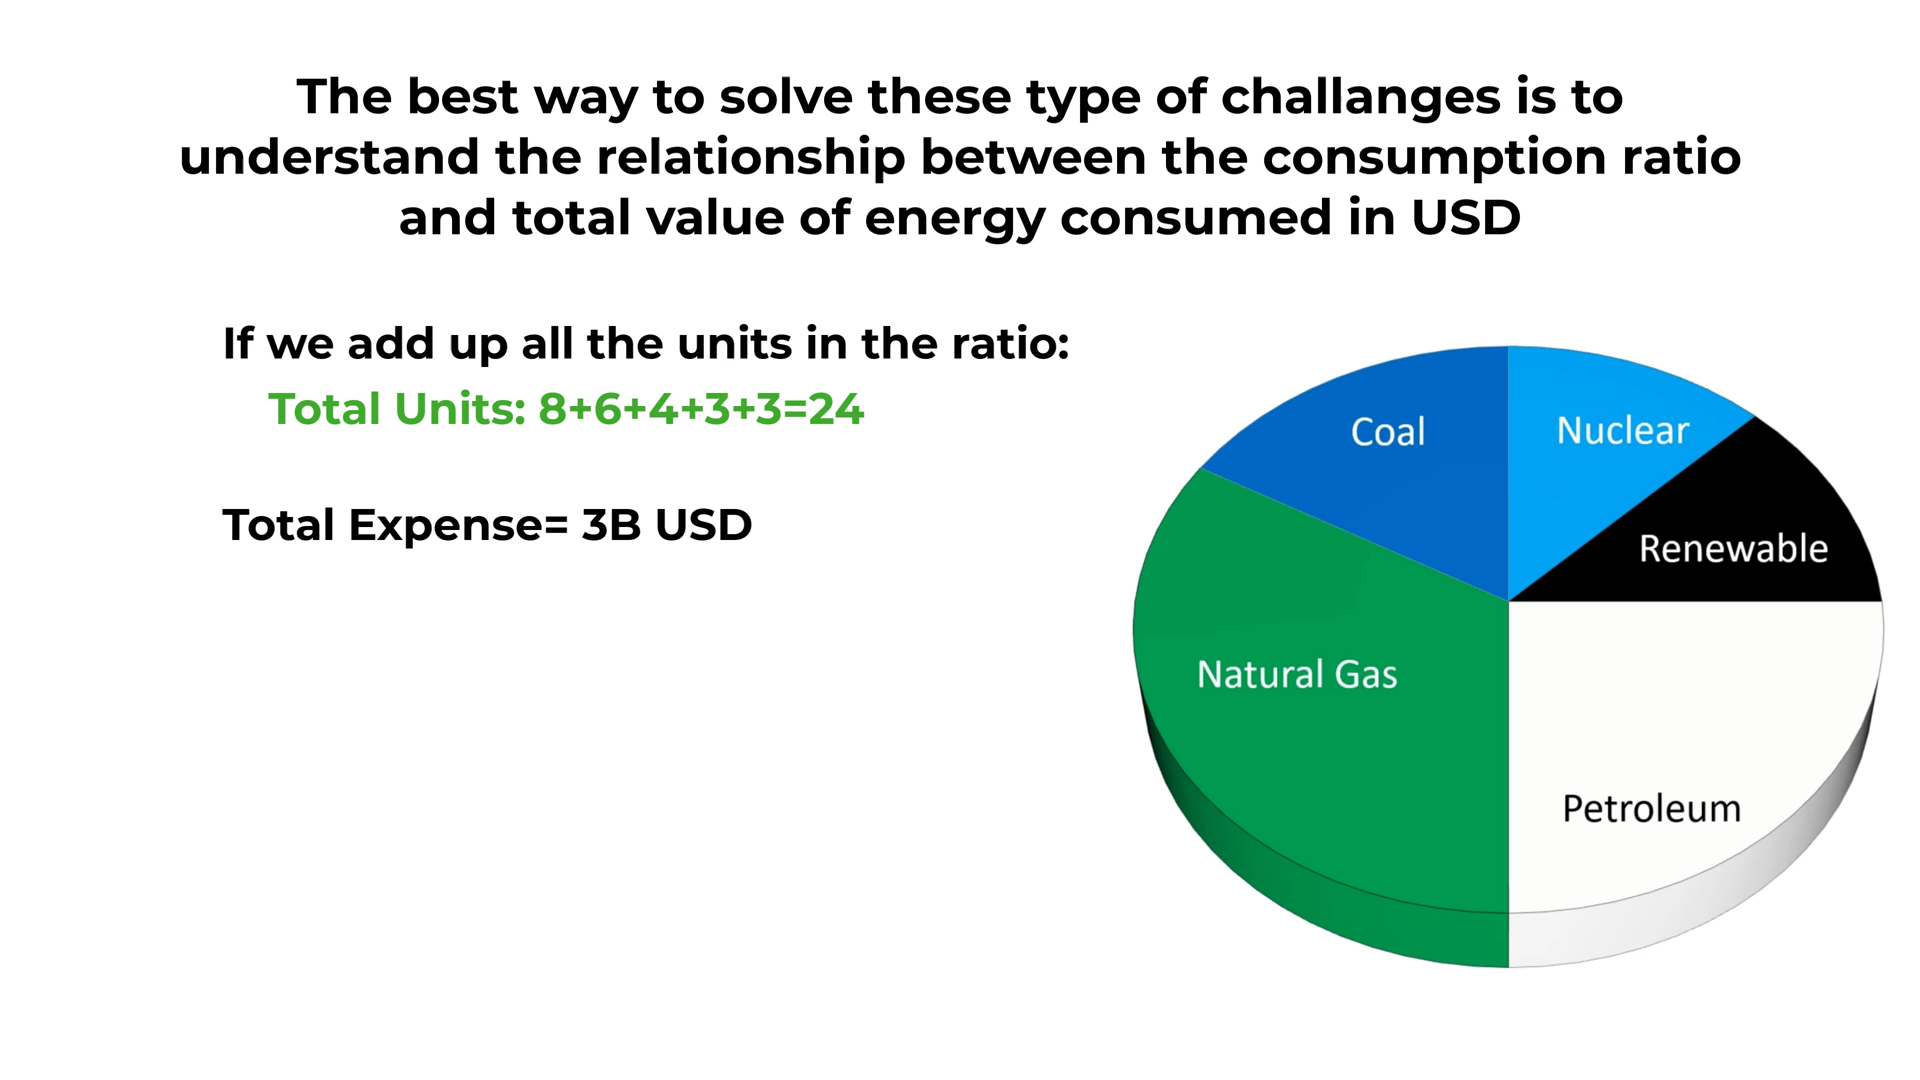 The best way to solve these type of challanges is to
understand the relationship between the consumption ratio
and total value of energy consumed in USD
If we add up all the units in the ratio:
Total Units: 8+6+4+3+3=24
Total Expense= 3B USD
Coal
Nuclear
Renewable
Natural Gas
Petroleum